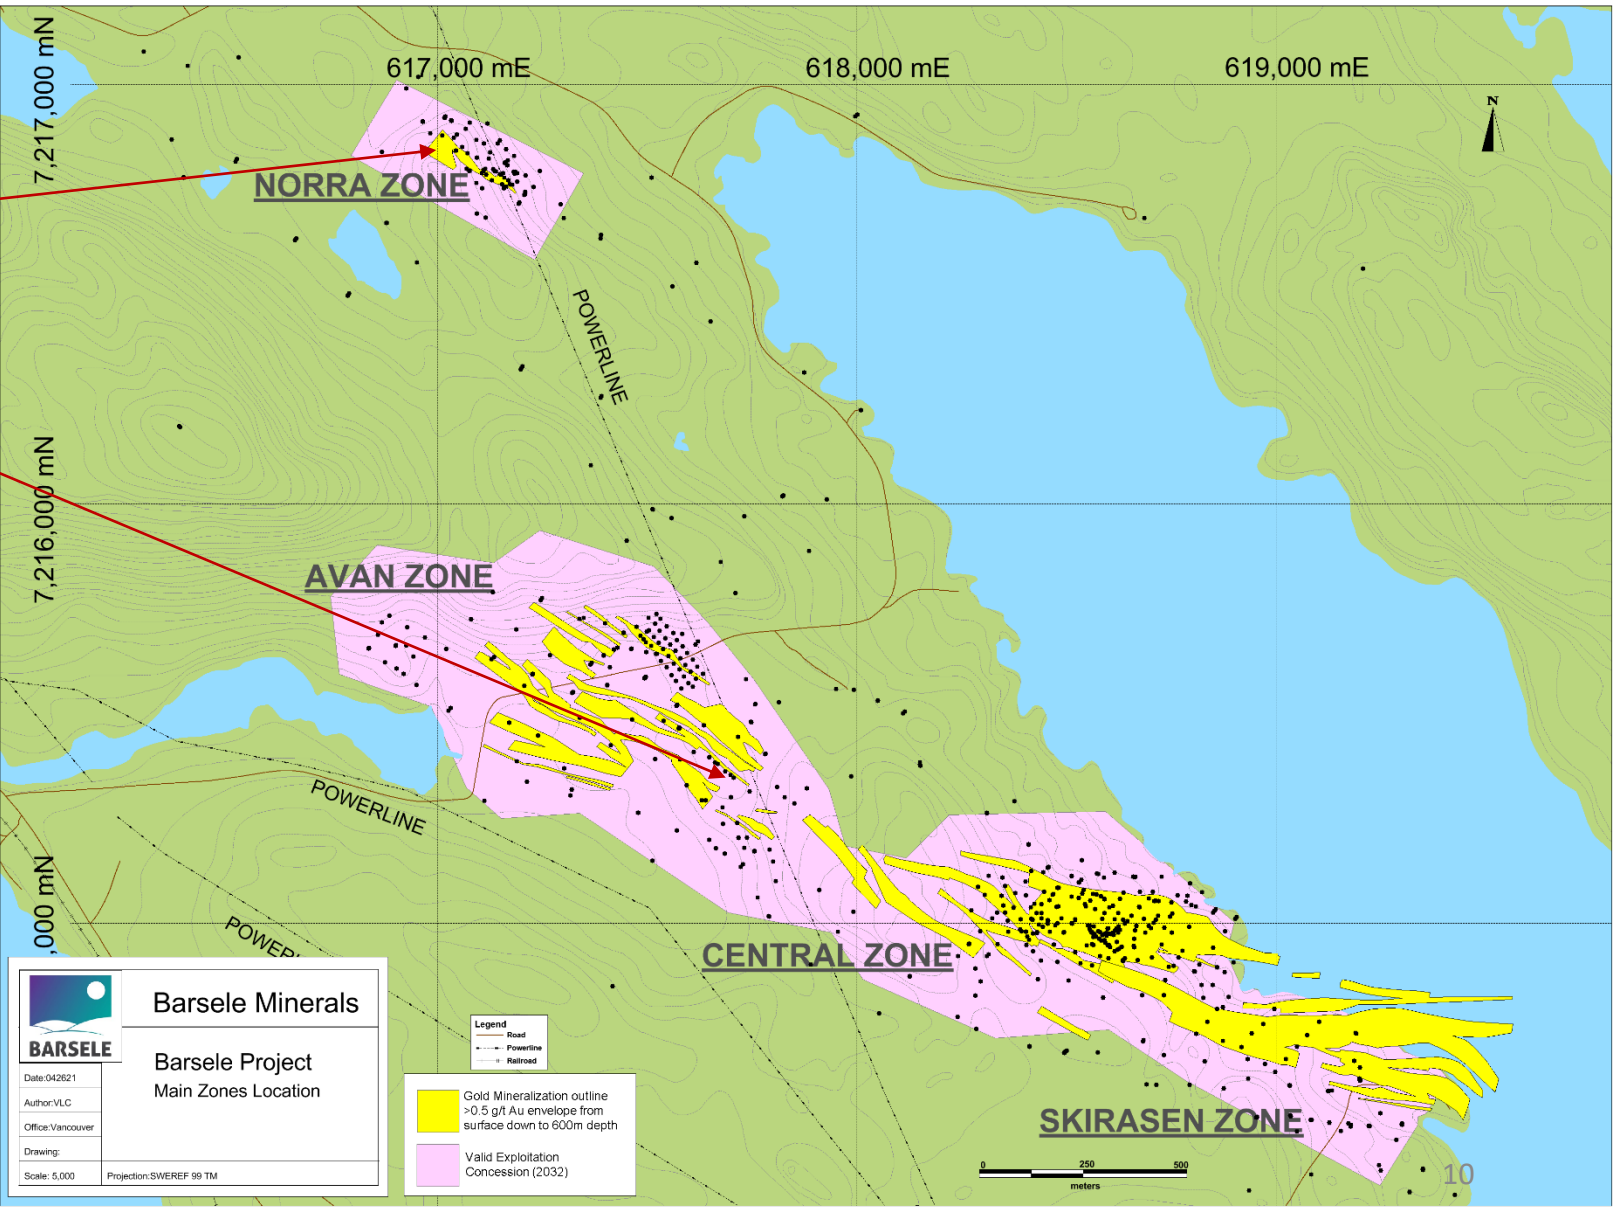 617,000 mE
618,000 mE
619,000 mE
7,217,000 mN
N
NORRA ZONE
POWERLINE
7,216,000 mN
AVAN ZONE
POWERLINE
,000 mN
POWERL
CENTRAL ZONE
SKIRASEN ZONE
BARSELE
Barsele Minerals
Barsele Project
Main Zones Location
Date:042621
Author:VLC
Office:Vancouver
Drawing:
Scale: 5,000
Projection:SWEREF 99 TM
Legend
Road
Powerline
Railroad
Gold Mineralization outline
>0.5 g/t Au envelope from
surface down to 600m depth
Valid Exploitation
Concession (2032)
0 250 500
meters
10